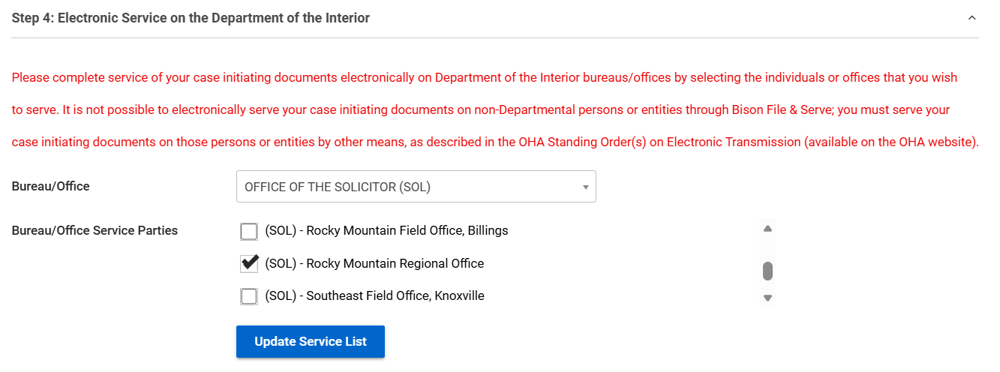 Step 4: Electronic Service on the Department of the Interior
Please complete service of your case initiating documents electronically on Department of the Interior bureaus/offices by selecting the individuals or offices that you wish
to serve. It is not possible to electronically serve your case initiating documents on non-Departmental persons or entities through Bison File & Serve; you must serve your
case initiating documents on those persons or entities by other means, as described in the OHA Standing Order(s) on Electronic Transmission (available on the OHA website).
Bureau/Office
OFFICE OF THE SOLICITOR (SOL)
Bureau/Office Service Parties
(SOL) - Rocky Mountain Field Office, Billings
(SOL) - Rocky Mountain Regional Office
(SOL) - Southeast Field Office, Knoxville
Update Service List